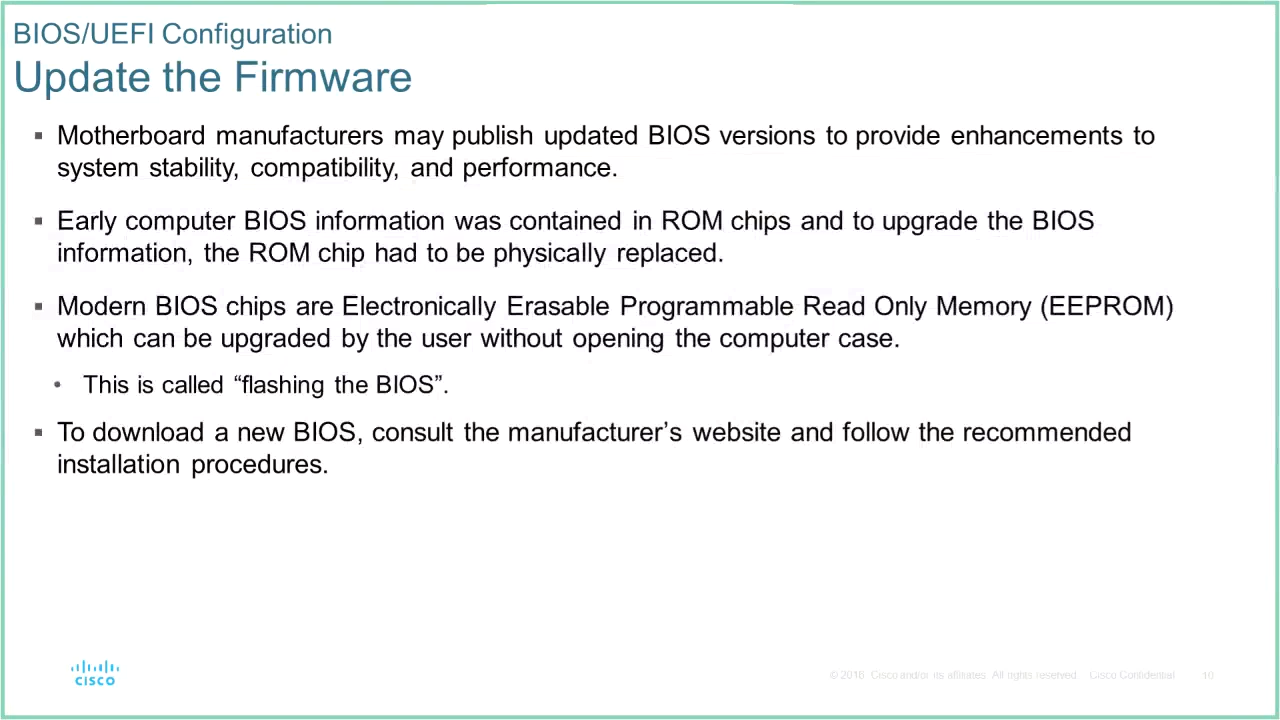 BIOS/UEFI Configuration
Update the Firmware
▪ Motherboard manufacturers may publish updated BIOS versions to provide enhancements to
system stability, compatibility, and performance.
▪ Early computer BIOS information was contained in ROM chips and to upgrade the BIOS
information, the ROM chip had to be physically replaced.
▪ Modern BIOS chips are Electronically Erasable Programmable Read Only Memory (EEPROM)
which can be upgraded by the user without opening the computer case.
• This is called “flashing the BIOS”.
▪ To download a new BIOS, consult the manufacturer’s website and follow the recommended
installation procedures.
CISCO
© 2016 Cisco and/or its affiliates. All rights reserved. Cisco Confidential 10